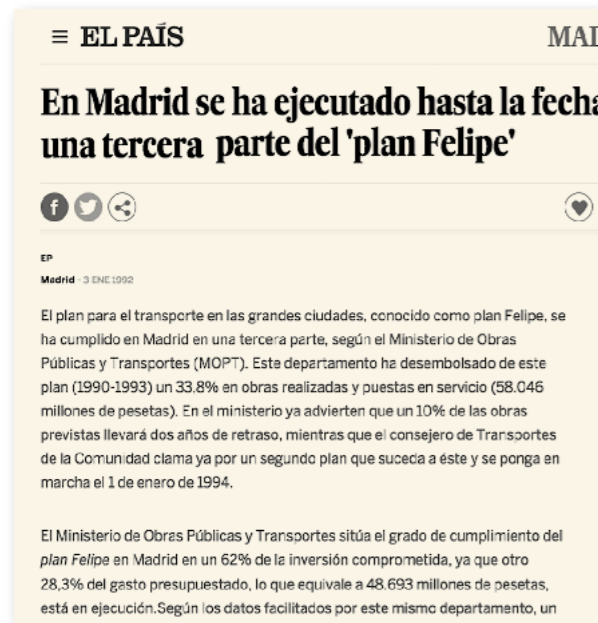 EL PAÍS
MAD
En Madrid se ha ejecutado hasta la fecha
una tercera parte del 'plan Felipe'
EP
Madrid - 3 ENE 1992
El plan para el transporte en las grandes ciudades, conocido como plan Felipe, se
ha cumplido en Madrid en una tercera parte, según el Ministerio de Obras
Públicas y Transportes (MOPT). Este departamento ha desembolsado de este
plan (1990-1993) un 33,8% en obras realizadas y puestas en servicio (58.046
millones de pesetas). En el ministerio ya advierten que un 10% de las obras
previstas llevará dos años de retraso, mientras que el consejero de Transportes
de la Comunidad clama ya por un segundo plan que suceda a éste y se ponga en
marcha el 1 de enero de 1994.
El Ministerio de Obras Públicas y Transportes sitúa el grado de cumplimiento del
plan Felipe en Madrid en un 62% de la inversión comprometida, ya que otro
28,3% del gasto presupuestado, lo que equivale a 48.693 millones de pesetas,
está en ejecución.Según los datos facilitados por este mismo departamento, un